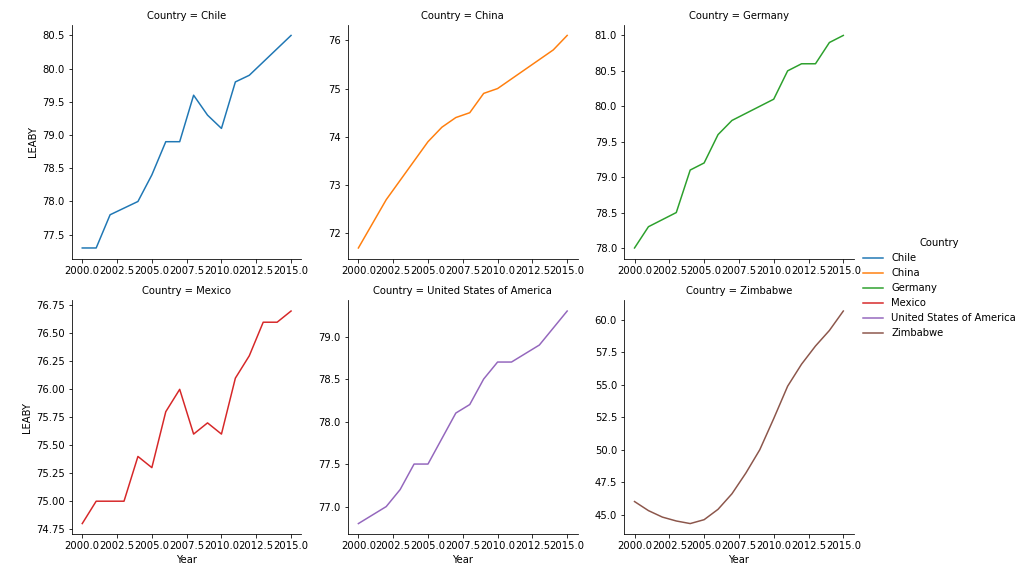 Country = Chile
80.5
80.0
79.5
79.0
78.5
78.0
77.5
LEABY
2000.0 2002.5 2005.0 2007.5 2010.0 2012.5 2015.0
Country = China
76
75
74
73
72
2000.0 2002.5 2005.0 2007.5 2010.0 2012.5 2015.0
Country = Germany
81.0
80.5
80.0
79.5
79.0
78.5
78.0
2000.0 2002.5 2005.0 2007.5 2010.0 2012.5 2015.0
Country = Mexico
76.75
76.50
76.25
76.00
75.75
75.50
75.25
75.00
74.75
LEABY
2000.0 2002.5 2005.0 2007.5 2010.0 2012.5 2015.0
Year
Country = United States of America
79.0
78.5
78.0
77.5
77.0
2000.0 2002.5 2005.0 2007.5 2010.0 2012.5 2015.0
Year
Country = Zimbabwe
60.0
57.5
55.0
52.5
50.0
47.5
45.0
2000.0 2002.5 2005.0 2007.5 2010.0 2012.5 2015.0
Year
Country
Chile
China
Germany
Mexico
United States of America
Zimbabwe